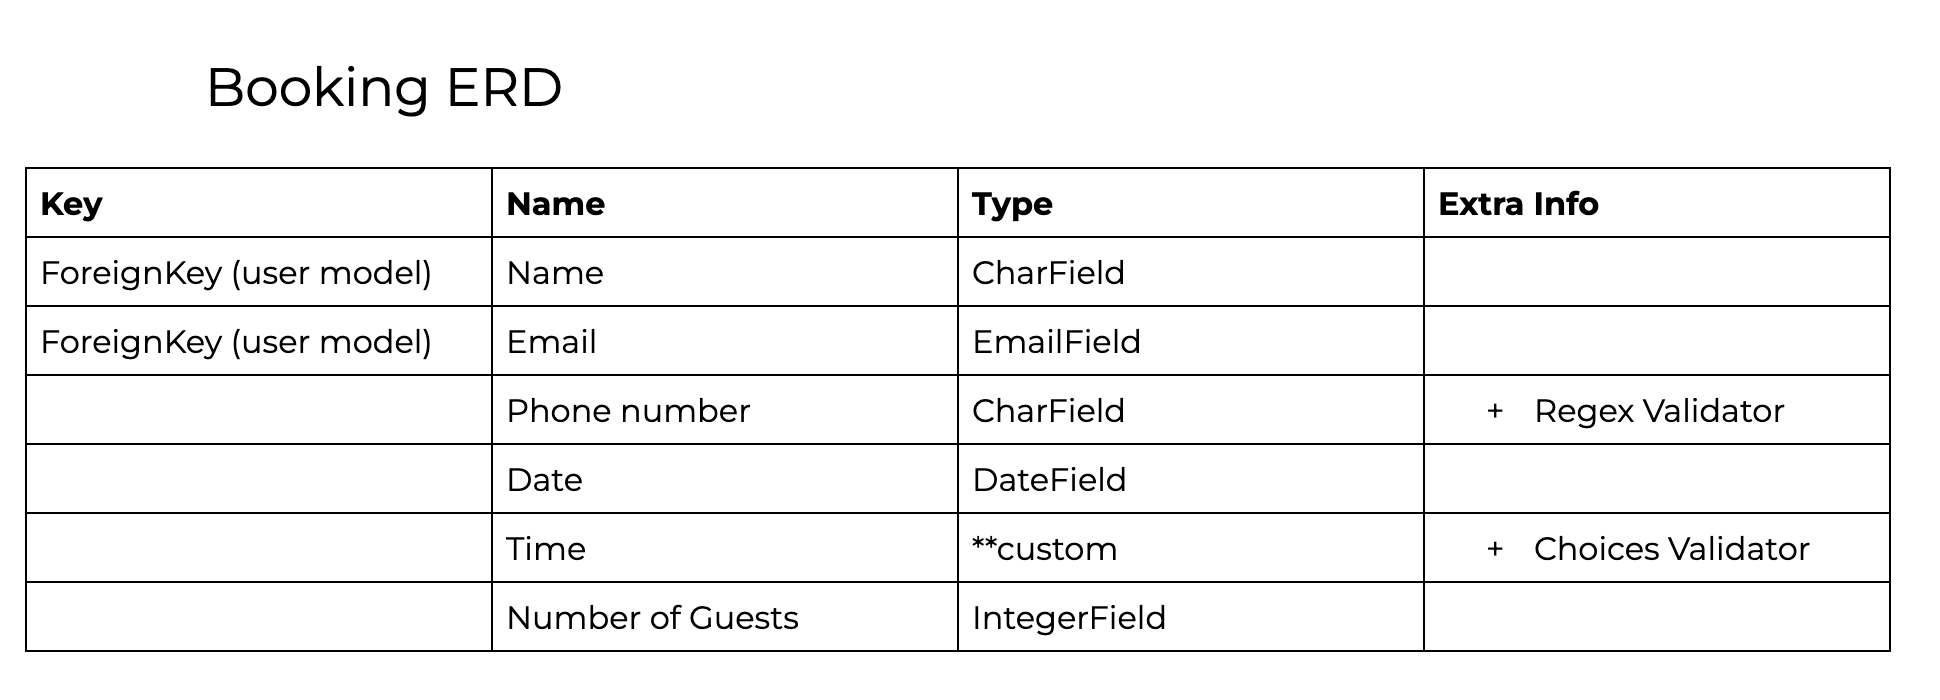 Booking ERD
Key Name Type Extra Info
ForeignKey (user model) Name CharField
ForeignKey (user model) Email EmailField
Phone number CharField + Regex Validator
Date DateField
Time **custom + Choices Validator
Number of Guests IntegerField